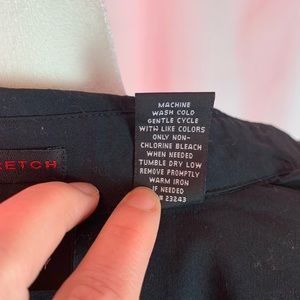 MACHINE
WASH COLD
GENTLE CYCLE
WITH LIKE COLORS
ONLY NON-
CHLORINE BLEACH
WHEN NEEDED
TUMBLE DRY LOW
REMOVE PROMPTLY
WARM IRON
IF NEEDED
23243
RETCH